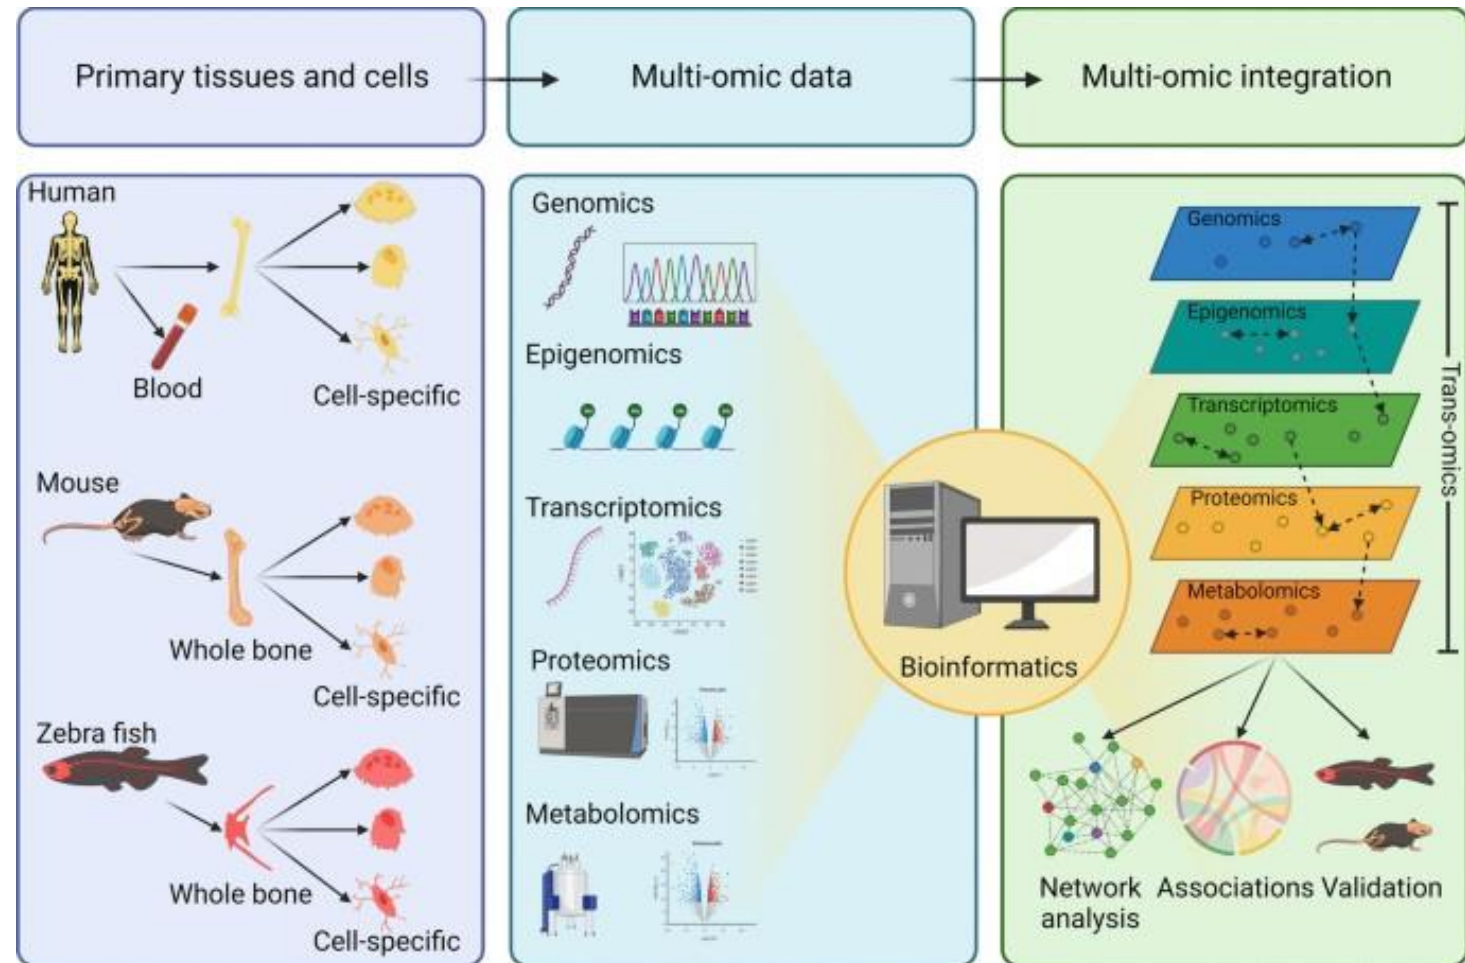 Primary tissues and cells
Multi-omic data
Multi-omic integration
Human
Blood
Cell-specific
Mouse
Whole bone
Cell-specific
Zebra fish
Whole bone
Cell-specific
Genomics
Epigenomics
Transcriptomics
Proteomics
Metabolomics
Bioinformatics
Genomics
Epigenomics
Transcriptomics
Proteomics
Metabolomics
Trans-omics
Network
analysis
Associations
Validation